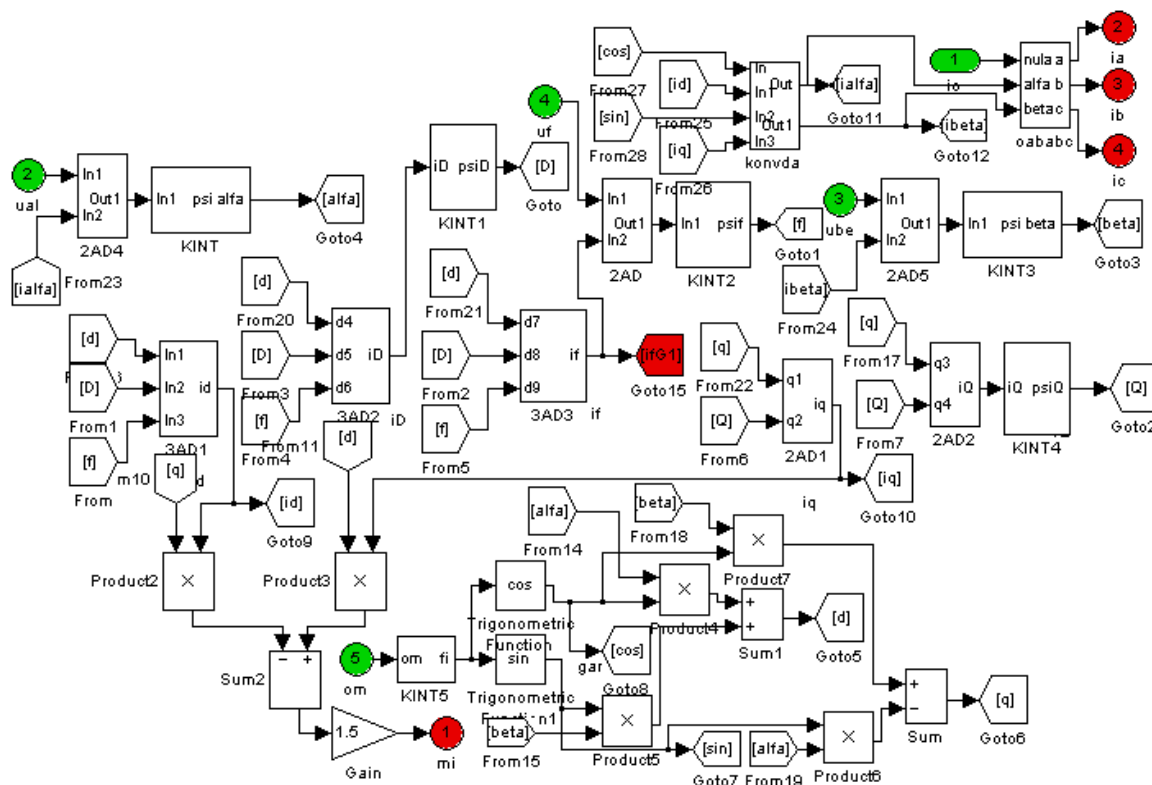 2
1
nula a
ia
alfa b
3
io
betac
ib
oababc
4
ic
[cos]
From27
[id]
From25
[sin]
From28
[iq]
From26
In
In1
In2
In3
Out
Out1
konvda
[ialfa]
Goto11
[ibeta]
Goto12
4
uf
2
ual
In1
In2
Out1
2AD4
In1
psi alfa
KINT
[alfa]
Goto4
[ialfa]
From23
iD
psiD
KINT1
[D]
Goto
In1
In2
Out1
2AD
In1
psif
KINT2
[f]
Goto1
3
ube
In1
In2
Out1
2AD5
In1
psi beta
KINT3
[beta]
Goto3
ibeta]
From24
[d]
[D]
From1
[f]
From
m10
In1
In2
In3
id
3AD1
[d]
From20
[D]
From3
[f]
From4
From11
d4
d5
d6
iD
3AD2
iD
[d]
From21
[D]
From2
[f]
From5
d7
d8
d9
if
3AD3
if
[ifG1]
Goto15
[q]
From22
[Q]
From6
q1
q2
iq
2AD1
iq
[q]
From17
[Q]
From7
q3
q4
iQ
2AD2
iQ
psiQ
KINT4
[Q]
Goto2
[q]
[id]
Goto9
[d]
[iq]
Goto10
Product2
×
Product3
×
[alfa]
From14
[beta]
From18
×
Product7
cos
Trigonometric
Function
×
Product4
+
+
Sum1
[d]
Goto5
[cos]
Goto8
gar
− +
Sum2
5
om
om
fi
KINT5
sin
Trigonometric
Function1
×
Product5
[beta]
From15
[sin]
Goto7
[alfa]
From19
×
Product6
+
−
Sum
[q]
Goto6
1.5
Gain
1
mi